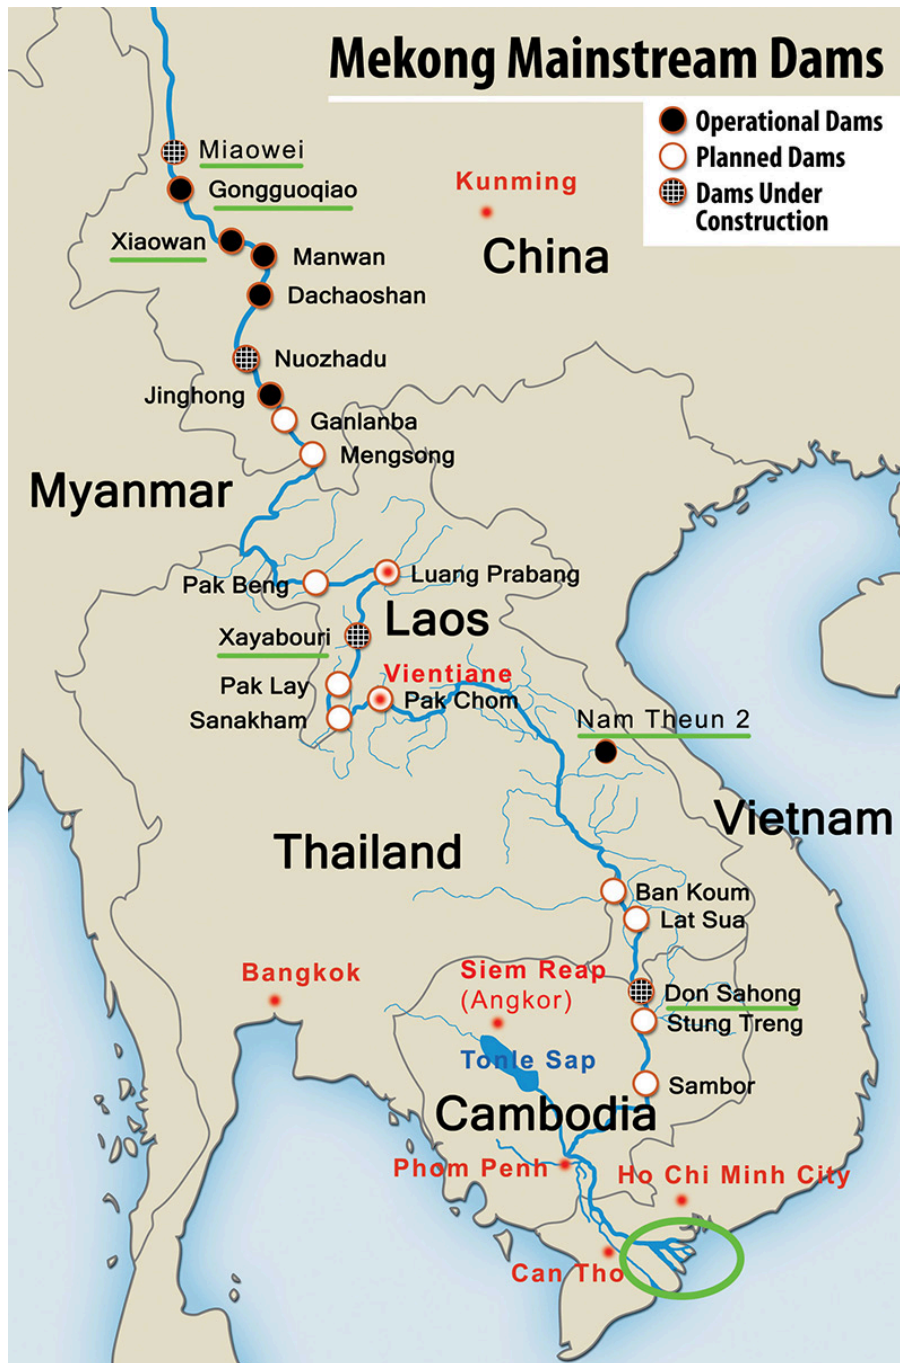 Mekong Mainstream Dams
Operational Dams
Planned Dams
Dams Under
Construction
Miaowei
Gongguoqiao
Kunming
Xiaowan
China
Manwan
Dachaoshan
Nuozhadu
Jinghong
Ganlanba
Mengsong
Myanmar
Pak Beng
Luang Prabang
Laos
Xayabouri
Vientiane
Pak Lay
Pak Chom
Sanakham
Nam Theun 2
Vietnam
Thailand
Ban Koum
Lat Sua
Bangkok
Siem Reap
(Angkor)
Don Sahong
Stung Treng
Tonle Sap
Sambor
Cambodia
Phom Penh
Ho Chi Minh City
Can Tho